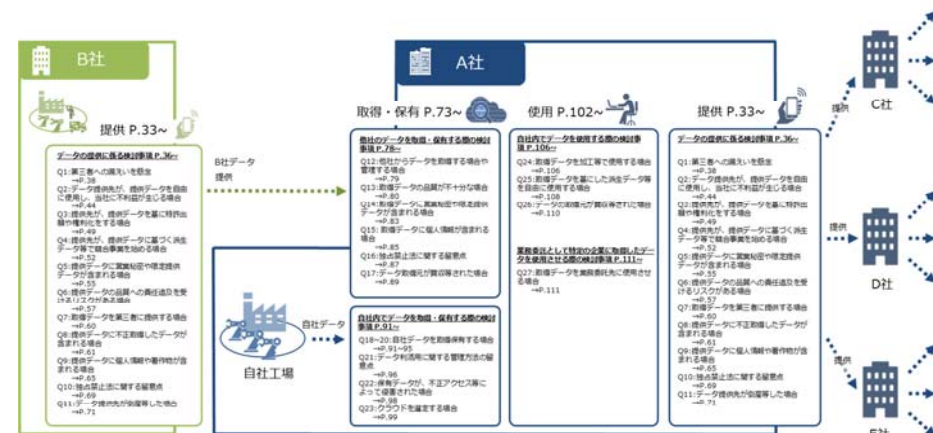 B社
提供 P.33~
データの提供に係る検討事項 P.36~
Q1:第三者への漏えいを懸念
→P.38
Q2:データ提供先が、提供データを自由
に使用し、当社に不利益が生じる場合
→P.44
Q3:提供先が、提供データを基に特許出
願や権利化をする場合
→P.49
Q4:提供先が、提供データに基づく派生
データ等で競合事業を始める場合
→P.52
Q5:提供データに営業秘密や限定提供
データが含まれる場合
→P.55
Q6:提供データの品質への責任追及を受
けるリスクがある場合
→P.57
Q7:取得データを第三者に提供する場合
→P.60
Q8:提供データに不正取得したデータが
含まれる場合
→P.61
Q9:提供データに個人情報や著作物が含
まれる場合
→P.65
Q10:独占禁止法に関する留意点
→P.69
Q11:データ提供先が倒産等した場合
→P.71
B社データ
提供
A社
取得・保有 P.73~
他社のデータを取得・保有する際の検討
事項 P.78~
Q12:他社からデータを取得する場合や
管理する場合
→P.79
Q13:取得データの品質が不十分な場合
→P.80
Q14:取得データに営業秘密や限定提供
データが含まれる場合
→P.83
Q15: 取得データに個人情報が含まれる
場合
→P.85
Q16:独占禁止法に関する留意点
→P.87
Q17:データ取得元が買収等された場合
→P.89
自社工場
自社データ
自社内でデータを取得・保有する際の検討
事項 P.91~
Q18~20:自社データを取得保有する場合
→P.91~95
Q21:データ利活用に関する管理方法の留
意点
→P.96
Q22:保有データが、不正アクセス等に
よって侵害された場合
→P.98
Q23:クラウドを選定する場合
→P.99
使用 P.102~
自社内でデータを使用する際の検討事
項 P.106~
Q24:取得データを加工等で使用する場合
→P.106
Q25:取得データを基にした派生データ等
を自由に使用する場合
→P.108
Q26:データの取得元が買収等された場合
→P.110
業務委託として特定の企業に取得したデー
タを使用させる際の検討事項 P.111~
Q27:取得データを業務委託先に使用させ
る場合
→P.111
提供 P.33~
データの提供に係る検討事項 P.36~
Q1:第三者への漏えいを懸念
→P.38
Q2:データ提供先が、提供データを自由
に使用し、当社に不利益が生じる場合
→P.44
Q3:提供先が、提供データを基に特許出
願や権利化をする場合
→P.49
Q4:提供先が、提供データに基づく派生
データ等で競合事業を始める場合
→P.52
Q5:提供データに営業秘密や限定提供
データが含まれる場合
→P.55
Q6:提供データの品質への責任追及を受
けるリスクがある場合
→P.57
Q7:取得データを第三者に提供する場合
→P.60
Q8:提供データに不正取得したデータが
含まれる場合
→P.61
Q9:提供データに個人情報や著作物が含
まれる場合
→P.65
Q10:独占禁止法に関する留意点
→P.69
Q11:データ提供先が倒産等した場合
→P.71
提供
C社
提供
D社
提供
E社